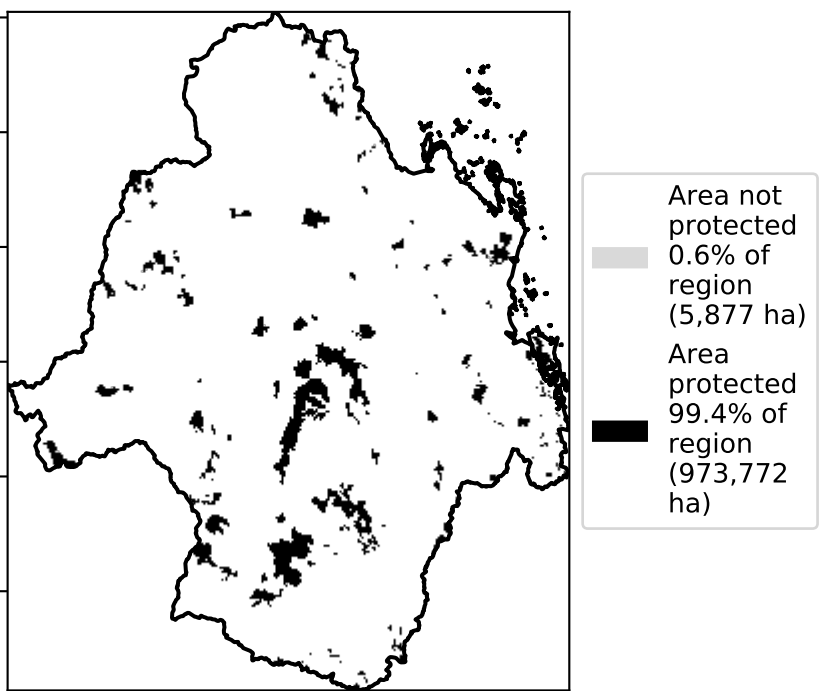 Area not
protected
0.6% of
region
(5,877 ha)
Area
protected
99.4% of
region
(973,772
ha)